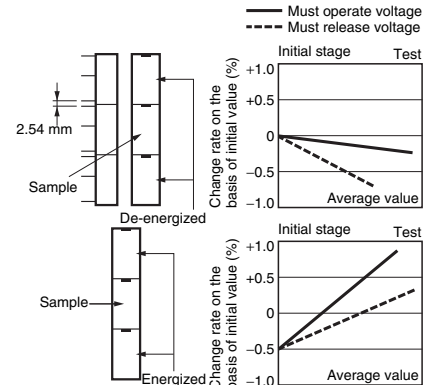 Must operate voltage
Must release voltage
Initial stage Test
Change rate on the
basis of initial value (%)
+1.0
+0.5
0
−0.5
−1.0
Average value
2.54 mm
Sample
De-energized
Initial stage Test
Change rate on the
basis of initial value (%)
+1.0
+0.5
0
−0.5
−1.0
Average value
Sample
Energized